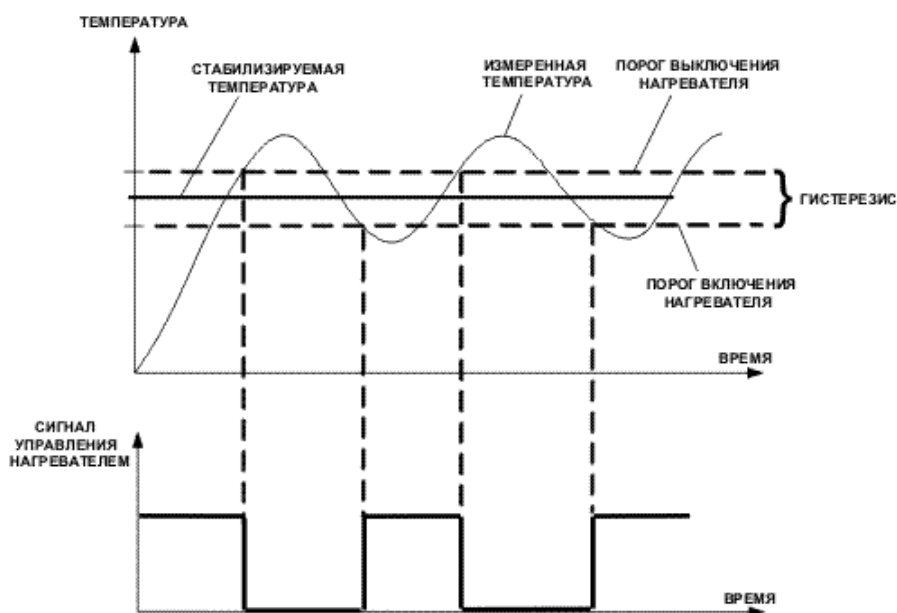 ТЕМПЕРАТУРА
СТАБИЛИЗИРУЕМАЯ
ТЕМПЕРАТУРА
ИЗМЕРЕННАЯ
ТЕМПЕРАТУРА
ПОРОГ ВЫКЛЮЧЕНИЯ
НАГРЕВАТЕЛЯ
ГИСТЕРЕЗИС
ПОРОГ ВКЛЮЧЕНИЯ
НАГРЕВАТЕЛЯ
ВРЕМЯ
СИГНАЛ
УПРАВЛЕНИЯ
НАГРЕВАТЕЛЕМ
ВРЕМЯ